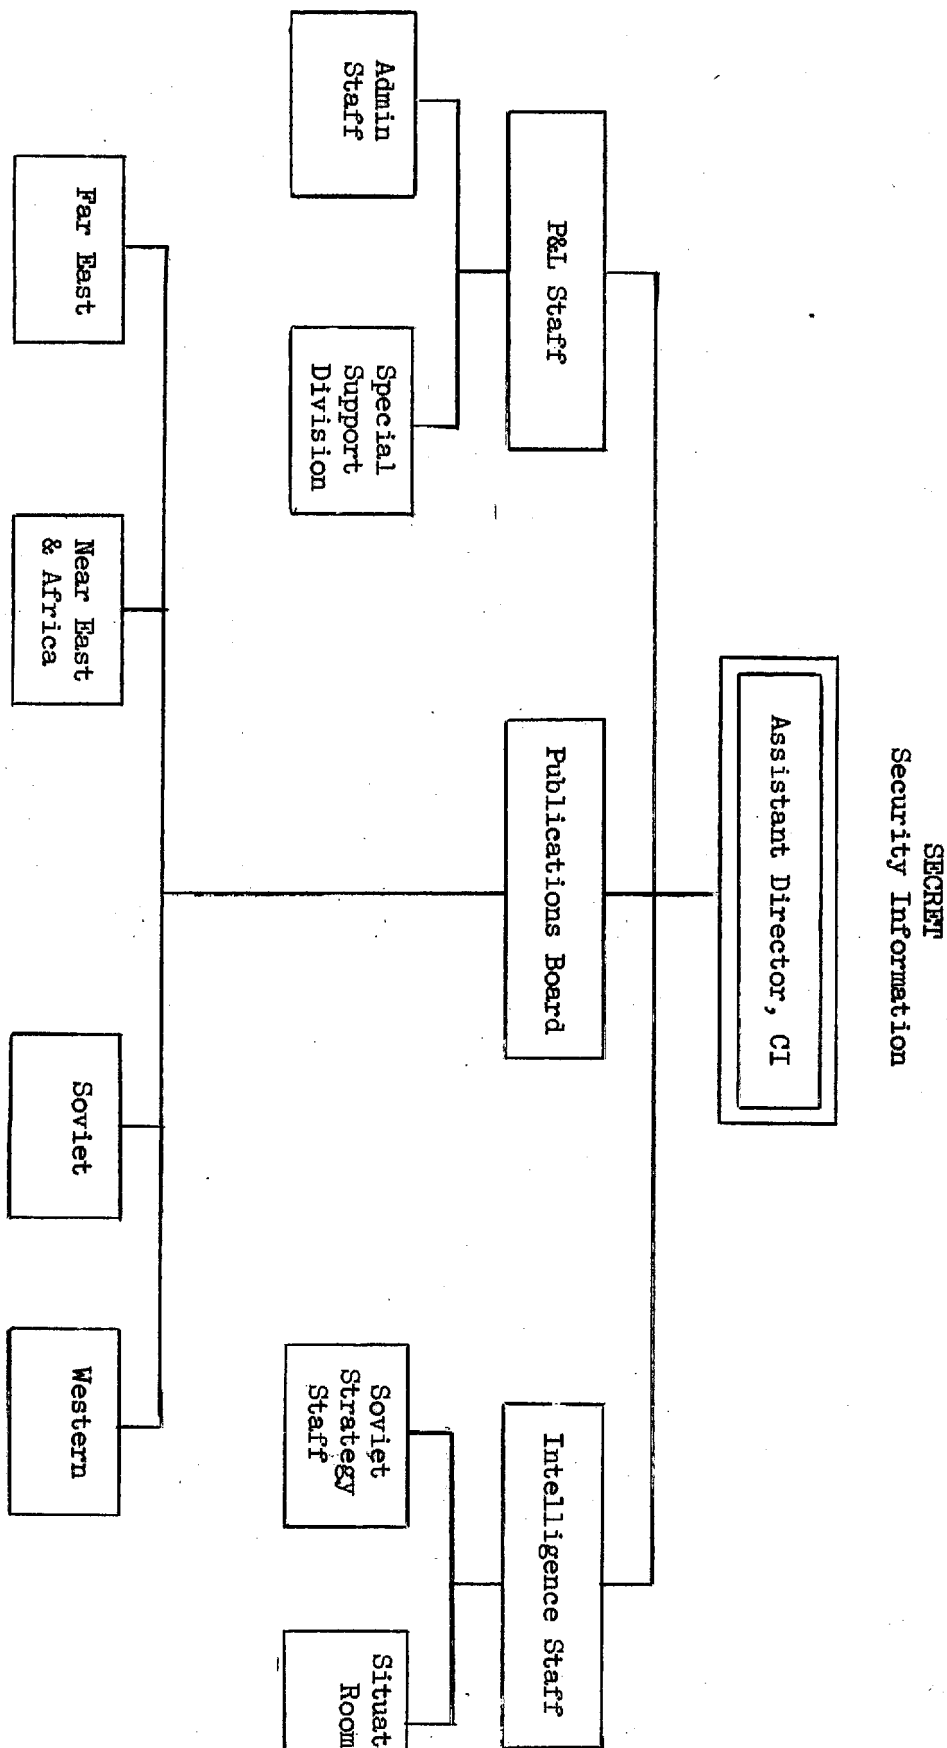 SECRET
Security Information
Assistant Director, CI
P&L Staff
Publications Board
Intelligence Staff
Admin
Staff
Special
Support
Division
Soviet
Strategy
Staff
Situat
Room
Far East
Near East
& Africa
Soviet
Western